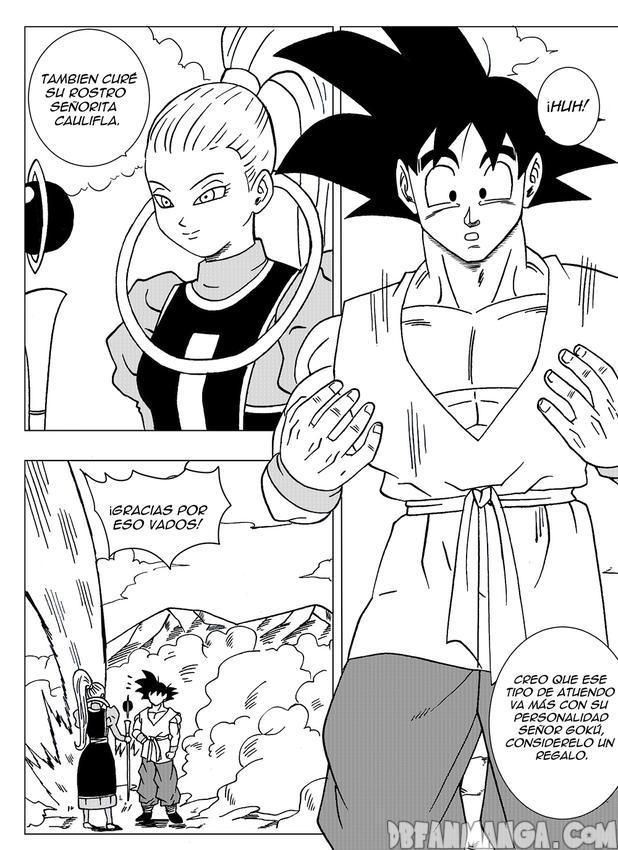 TAMBIEN CURÉ
SU ROSTRO
SEÑORITA
CAULIFLA.
¡HUH!
CREO QUE ESE
TIPO DE ATUENDO
VA MÁS CON SU
PERSONALIDAD
SEÑOR GOKÚ,
CONSIDERELO UN
REGALO.
¡GRACIAS POR
ESO VADOS!
DBFANMANGA.COM